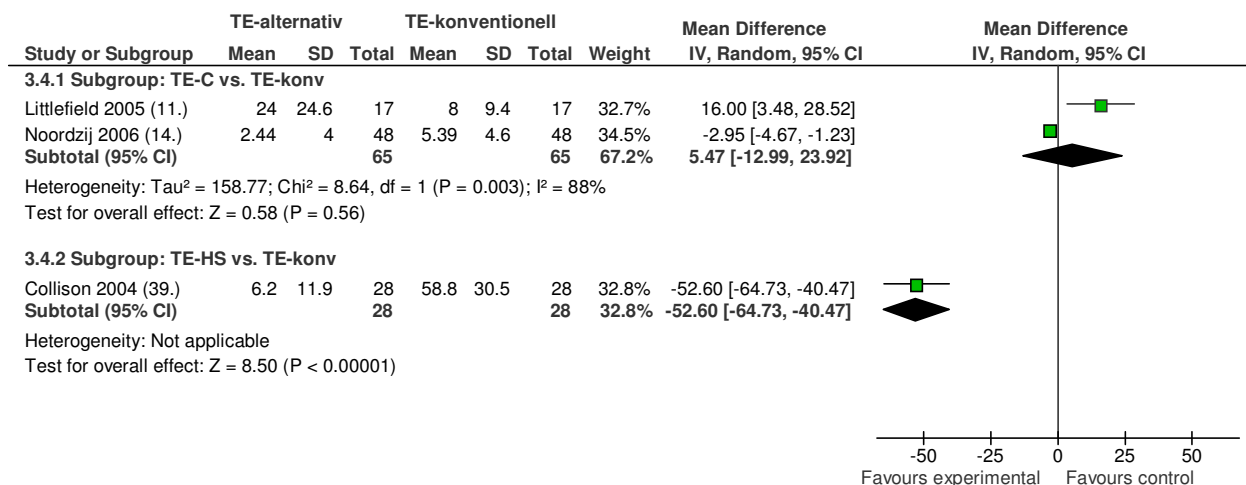 TE-alternativ TE-konventionell Mean Difference Mean Difference
Study or Subgroup Mean SD Total Mean SD Total Weight IV, Random, 95% CI IV, Random, 95% CI
3.4.1 Subgroup: TE-C vs. TE-konv
Littlefield 2005 (11.) 24 24.6 17 8 9.4 17 32.7% 16.00 [3.48, 28.52]
Noordzij 2006 (14.) 2.44 4 48 5.39 4.6 48 34.5% -2.95 [-4.67, -1.23]
Subtotal (95% CI) 65 65 67.2% 5.47 [-12.99, 23.92]
Heterogeneity: Tau² = 158.77; Chi² = 8.64, df = 1 (P = 0.003); I² = 88%
Test for overall effect: Z = 0.58 (P = 0.56)
3.4.2 Subgroup: TE-HS vs. TE-konv
Collison 2004 (39.) 6.2 11.9 28 58.8 30.5 28 32.8% -52.60 [-64.73, -40.47]
Subtotal (95% CI) 28 28 32.8% -52.60 [-64.73, -40.47]
Heterogeneity: Not applicable
Test for overall effect: Z = 8.50 (P < 0.00001)
-50 -25 0 25 50
Favours experimental Favours control